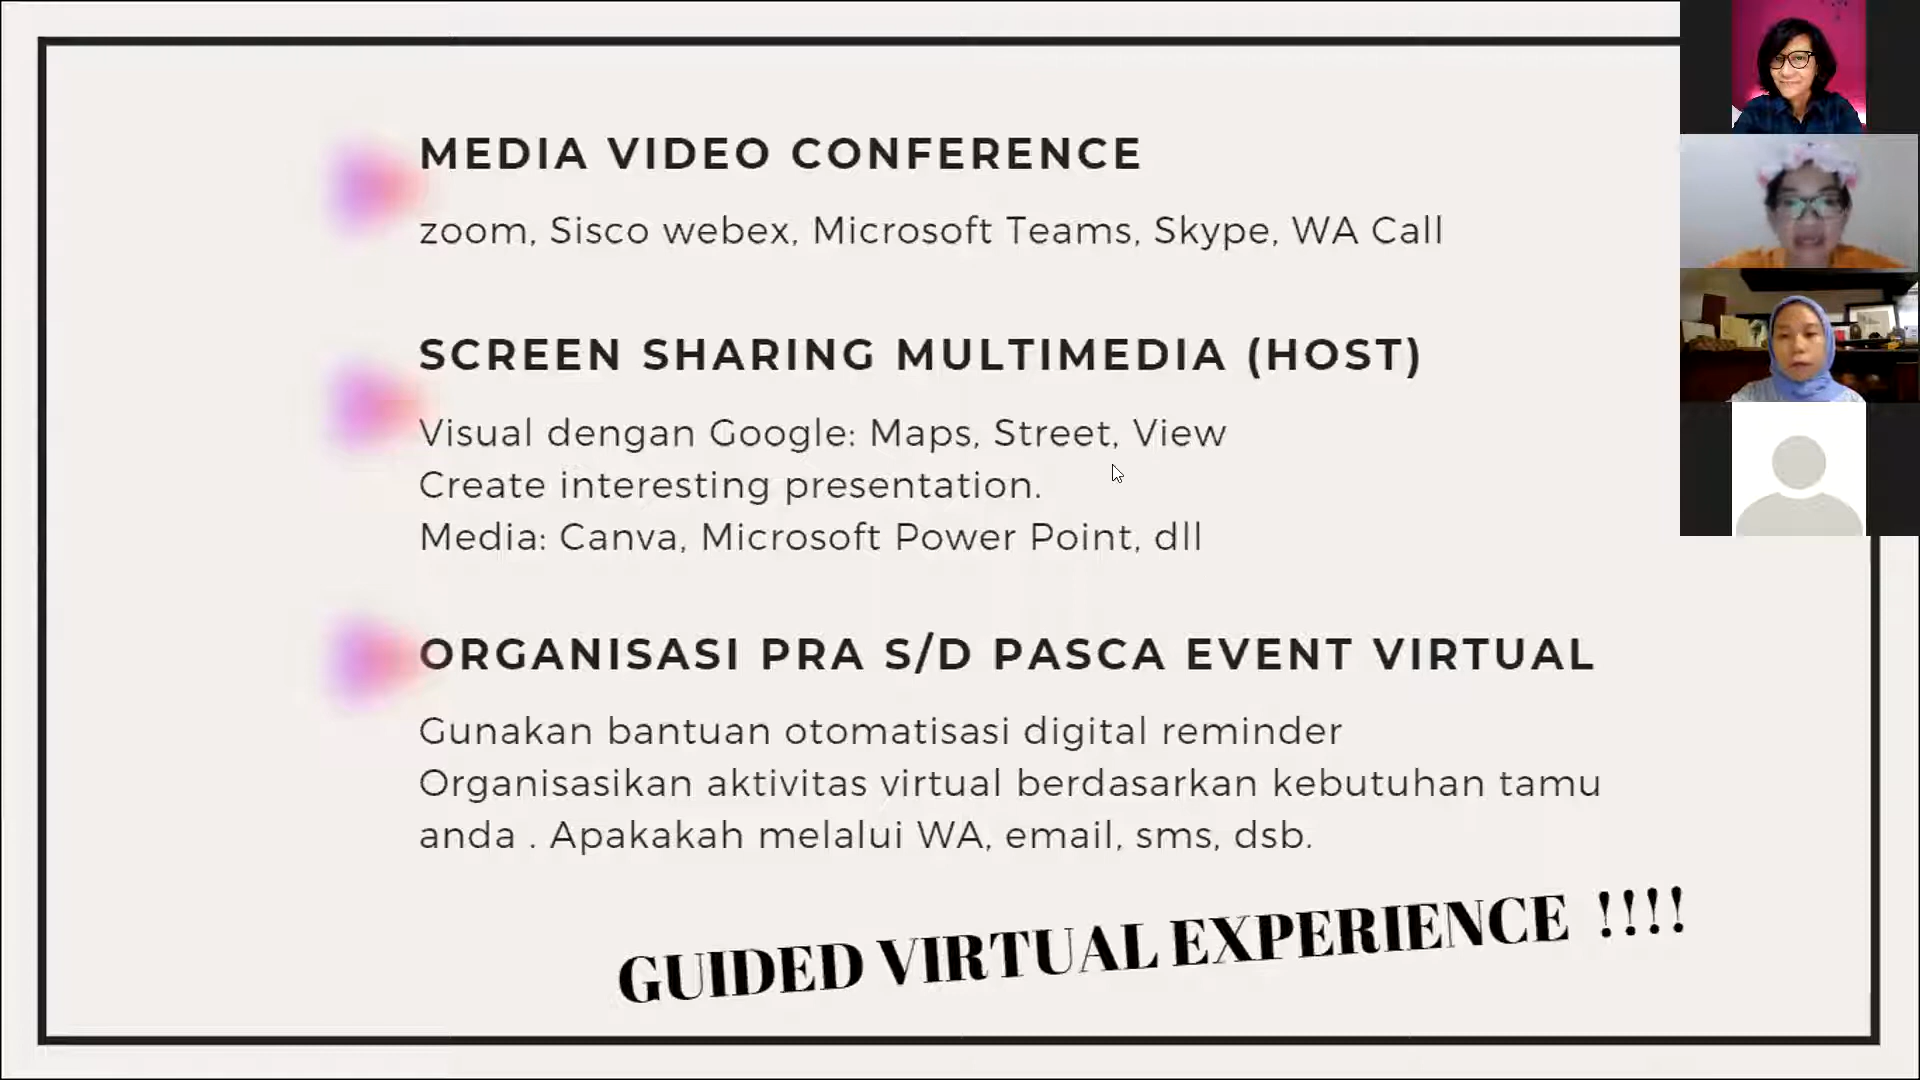 MEDIA VIDEO CONFERENCE
zoom, Sisco webex, Microsoft Teams, Skype, WA Call
SCREEN SHARING MULTIMEDIA (HOST)
Visual dengan Google: Maps, Street, View
Create interesting presentation.
Media: Canva, Microsoft Power Point, dll
ORGANISASI PRA S/D PASCA EVENT VIRTUAL
Gunakan bantuan otomatisasi digital reminder
Organisasikan aktivitas virtual berdasarkan kebutuhan tamu
anda . Apakakah melalui WA, email, sms, dsb.
GUIDED VIRTUAL EXPERIENCE !!!!